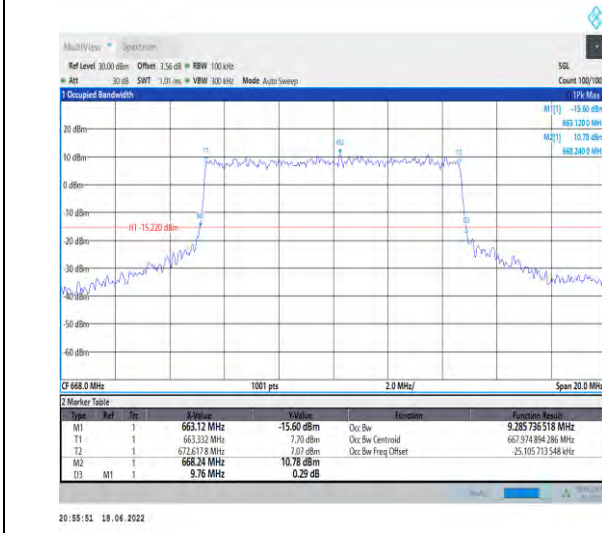 MultiView Spectrum
Ref Level 30.00 dBm Offset 3.56 dB RBW 100 kHz SGL
Att 30 dB SWT 1.01 ms VBW 300 kHz Mode Auto Sweep Count 100/100
1 Occupied Bandwidth 1Pk Max
M1[1] -15.60 dBm
663.120 0 MHz
M2[1] 10.78 dBm
668.240 0 MHz
20 dBm
M2
T1 T2
10 dBm
0 dBm
-10 dBm
M1 D3
H1 -15.220 dBm
-20 dBm
-30 dBm
-40 dBm
-50 dBm
-60 dBm
CF 668.0 MHz 1001 pts 2.0 MHz/ Span 20.0 MHz
2 Marker Table
Type Ref Trc X-Value Y-Value Function Function Result
M1 1 663.12 MHz -15.60 dBm Occ Bw 9.285 736 518 MHz
T1 1 663.332 MHz 7.70 dBm Occ Bw Centroid 667.974 894 286 MHz
T2 1 672.617 8 MHz 7.07 dBm Occ Bw Freq Offset -25.105 713 548 kHz
M2 1 668.24 MHz 10.78 dBm
D3 M1 1 9.76 MHz 0.29 dB
20:55:51 18.06.2022